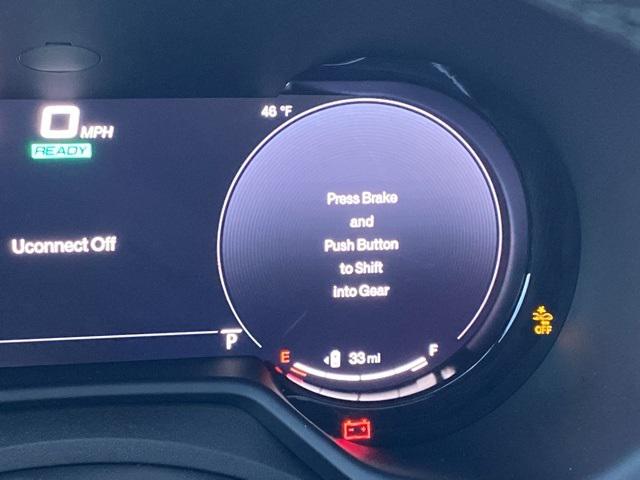 46 °F
0 MPH
READY
Press Brake
and
Uconnect Off
Push Button
to Shift
into Gear
P
E
33 mi
F
OFF